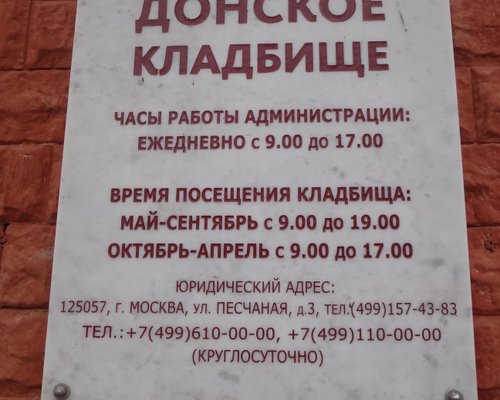 ДОНСКОЕ
КЛАДБИЩЕ
ЧАСЫ РАБОТЫ АДМИНИСТРАЦИИ:
ЕЖЕДНЕВНО с 9.00 до 17.00
ВРЕМЯ ПОСЕЩЕНИЯ КЛАДБИЩА:
МАЙ-СЕНТЯБРЬ с 9.00 до 19.00
ОКТЯБРЬ-АПРЕЛЬ с 9.00 до 17.00
ЮРИДИЧЕСКИЙ АДРЕС:
125057, г. МОСКВА, ул. ПЕСЧАНАЯ, д.3, ТЕЛ.(499)157-43-83
ТЕЛ.:+7(499)610-00-00, +7(499)110-00-00
(КРУГЛОСУТОЧНО)